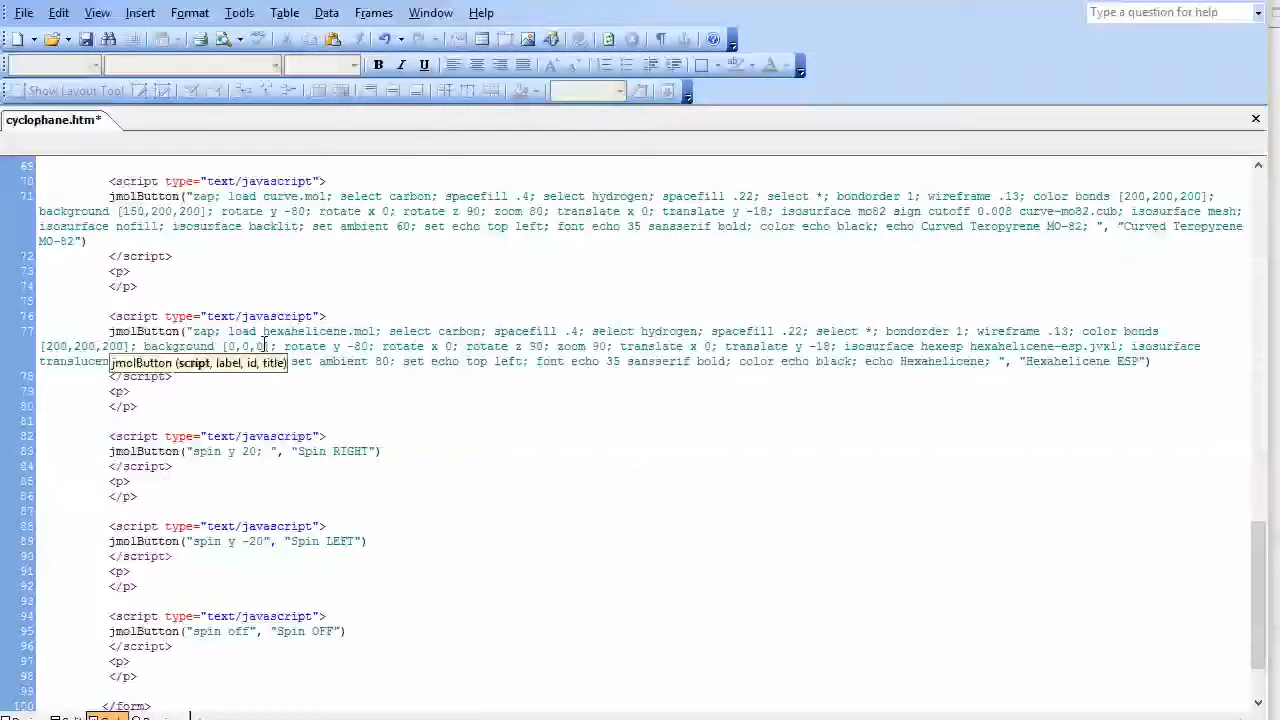 File Edit View Insert Format Tools Table Data Frames Window Help Type a question for help
B I U A A A
Show Layout Tool
cyclophane.htm*
69
70 <script type="text/javascript">
71 jmolButton("zap; load curve.mol; select carbon; spacefill .4; select hydrogen; spacefill .22; select *; bondorder 1; wireframe .13; color bonds [200,200,200];
background [150,200,200]; rotate y -80; rotate x 0; rotate z 90; zoom 80; translate x 0; translate y -18; isosurface mo82 sign cutoff 0.008 curve-mo82.cub; isosurface mesh;
isosurface nofill; isosurface backlit; set ambient 60; set echo top left; font echo 35 sansserif bold; color echo black; echo Curved Teropyrene MO-82; ", "Curved Teropyrene
MO-82")
72 </script>
73 <p>
74 </p>
75
76 <script type="text/javascript">
77 jmolButton("zap; load hexahelicene.mol; select carbon; spacefill .4; select hydrogen; spacefill .22; select *; bondorder 1; wireframe .13; color bonds
[200,200,200]; background [0,0,0]; rotate y -80; rotate x 0; rotate z 90; zoom 90; translate x 0; translate y -18; isosurface hexesp hexahelicene-esp.jvxl; isosurface
translucen set ambient 80; set echo top left; font echo 35 sansserif bold; color echo black; echo Hexahelicene; ", "Hexahelicene ESP")
jmolButton (script, label, id, title)
78 </script>
79 <p>
80 </p>
81
82 <script type="text/javascript">
83 jmolButton("spin y 20; ", "Spin RIGHT")
84 </script>
85 <p>
86 </p>
87
88 <script type="text/javascript">
89 jmolButton("spin y -20", "Spin LEFT")
90 </script>
91 <p>
92 </p>
93
94 <script type="text/javascript">
95 jmolButton("spin off", "Spin OFF")
96 </script>
97 <p>
98 </p>
99
100 </form>